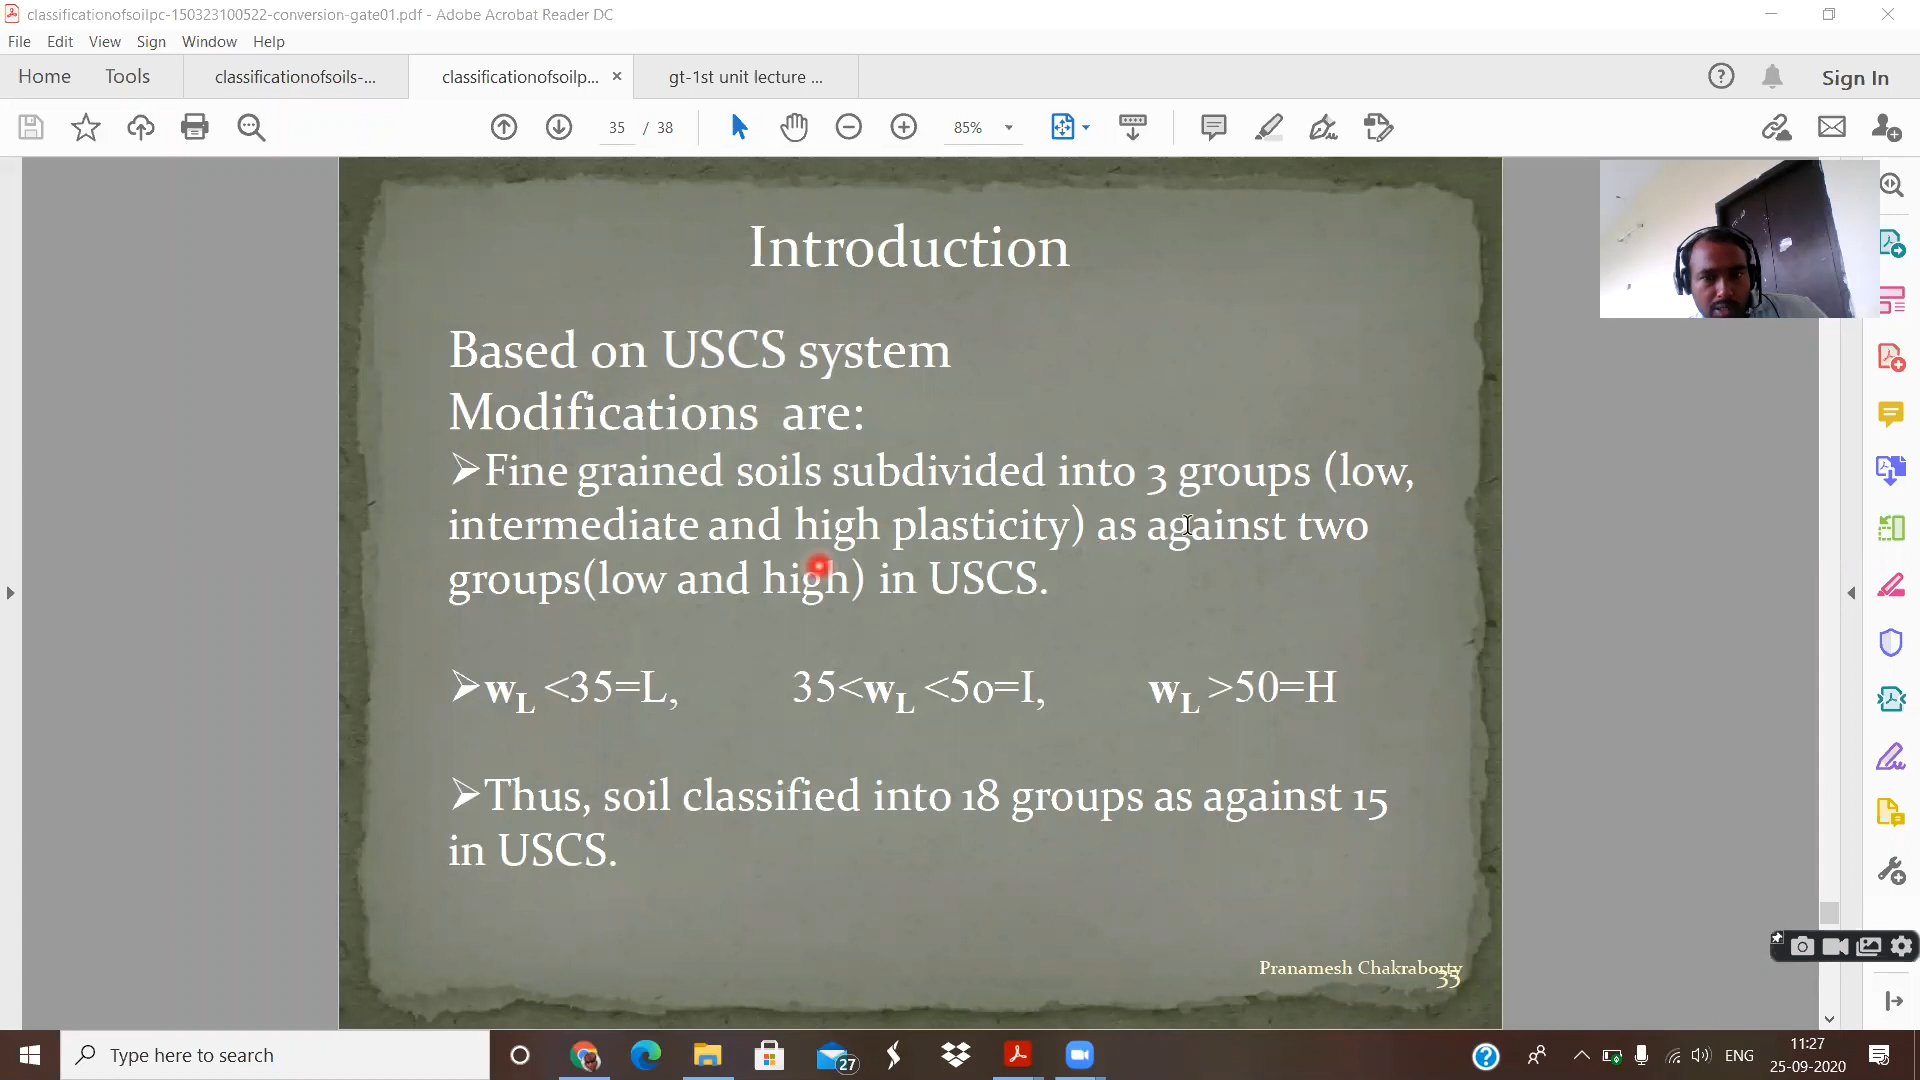 classificationofsoilpc-150323100522-conversion-gate01.pdf - Adobe Acrobat Reader DC
File Edit View Sign Window Help
Home Tools classificationofsoils-... classificationofsoilp... × gt-1st unit lecture ... Sign In
35 / 38 85%
Introduction
Based on USCS system
Modifications are:
➢Fine grained soils subdivided into 3 groups (low,
intermediate and high plasticity) as against two
groups(low and high) in USCS.
➢wL <35=L, 35<wL <5o=I, wL >50=H
➢Thus, soil classified into 18 groups as against 15
in USCS.
Pranamesh Chakraborty
35
Type here to search
27
ENG
11:27
25-09-2020